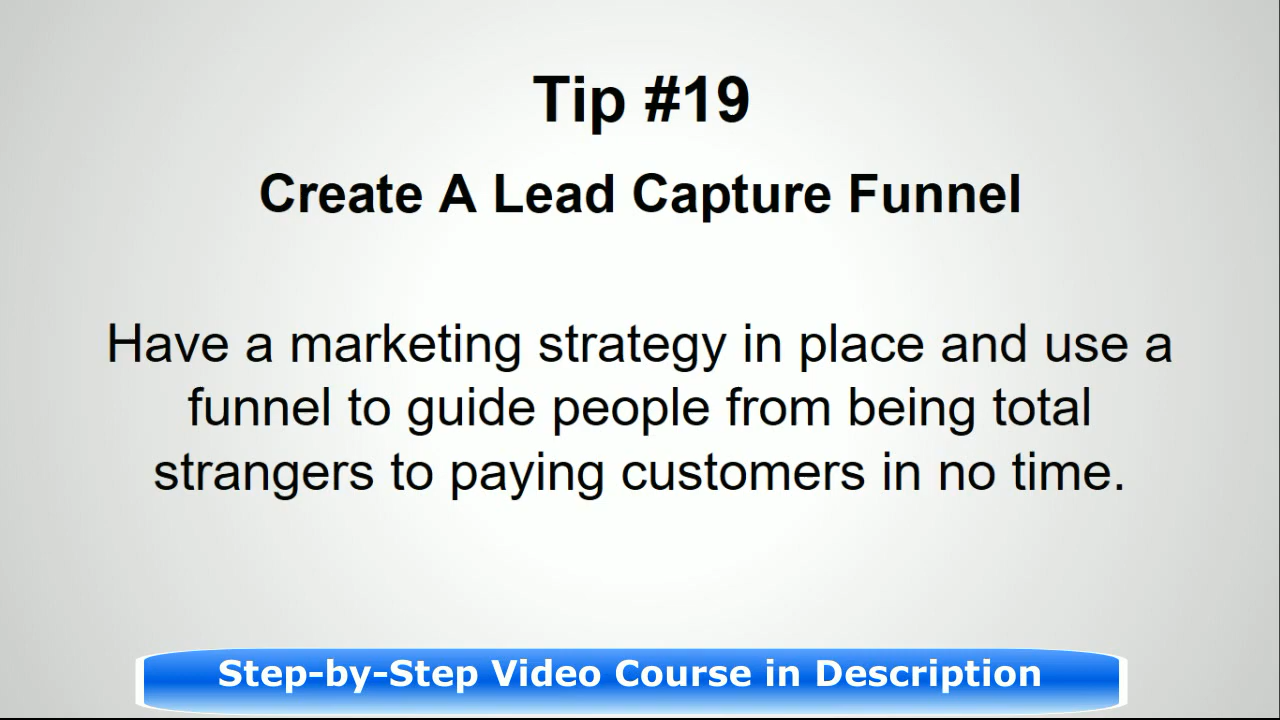 Tip #19
Create A Lead Capture Funnel
Have a marketing strategy in place and use a
funnel to guide people from being total
strangers to paying customers in no time.
Step-by-Step Video Course in Description